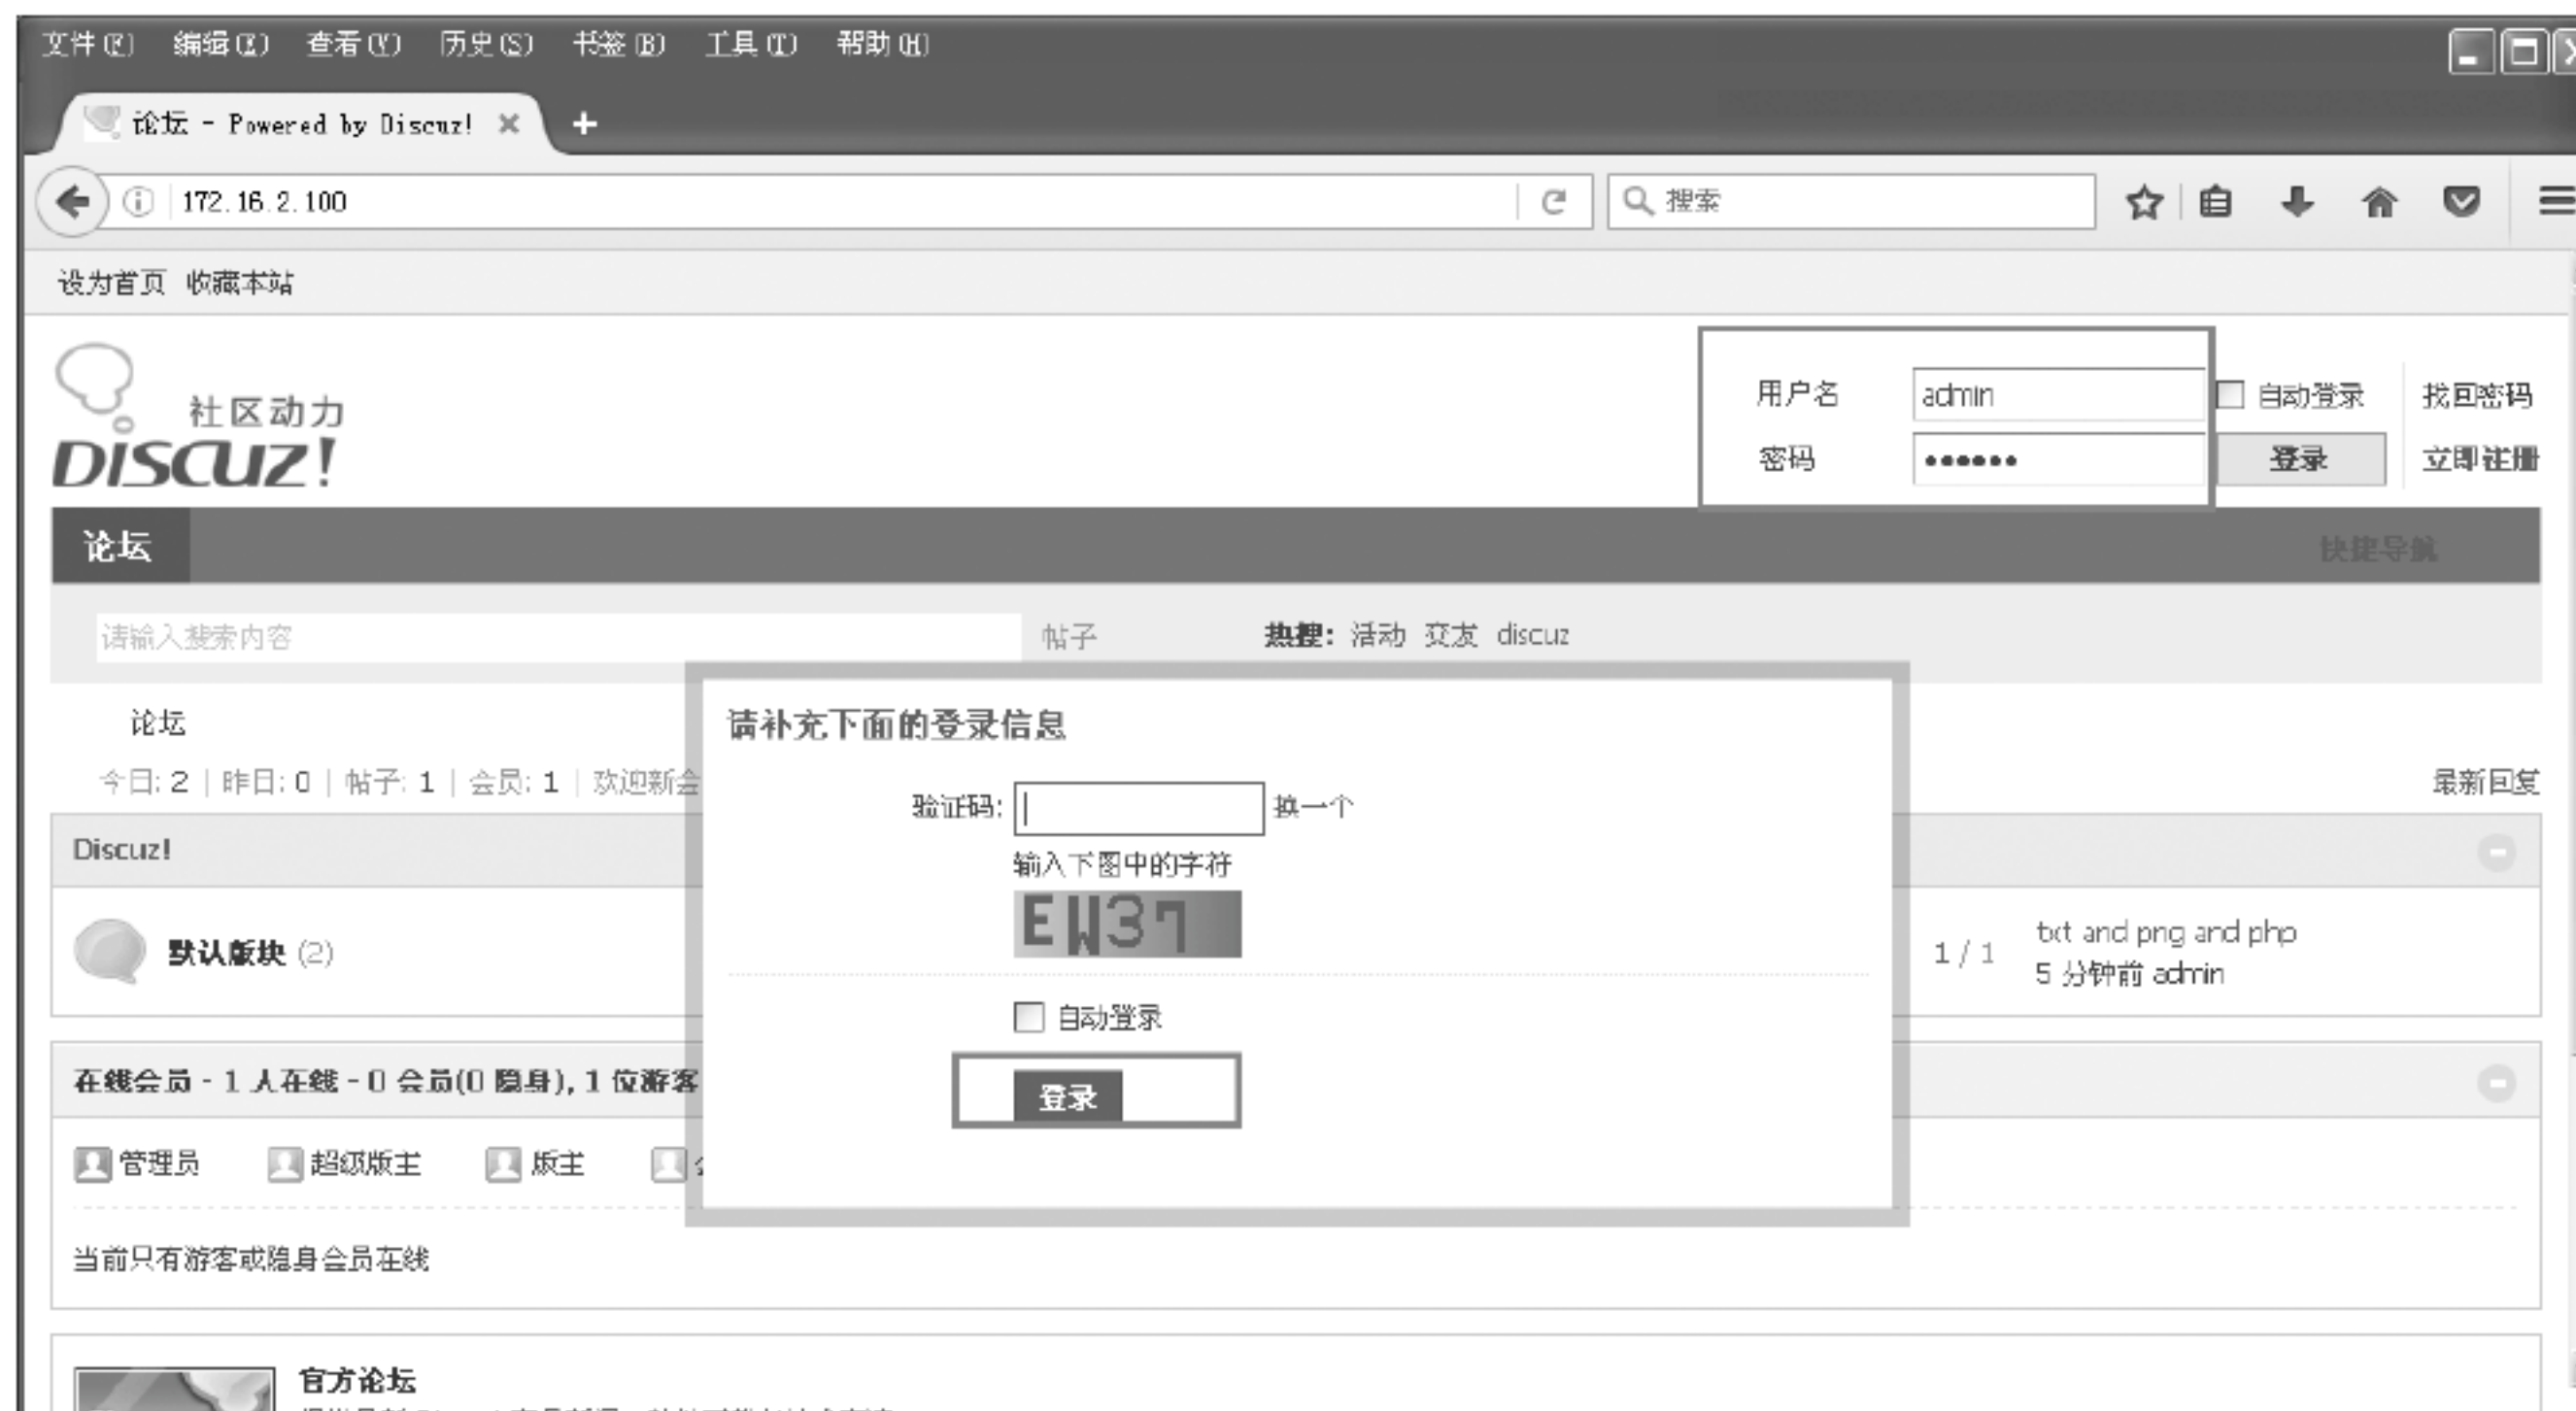 文件(F) 编辑(E) 查看(V) 历史(S) 书签(B) 工具(T) 帮助(H)
论坛 - Powered by Discuz!
172.16.2.100
搜索
设为首页 收藏本站
社区动力
DISCUZ!
用户名 admin 自动登录 找回密码
密码 •••••• 登录 立即注册
论坛 快捷导航
请输入搜索内容 帖子 热搜: 活动 交友 discuz
论坛
今日: 2 | 昨日: 0 | 帖子: 1 | 会员: 1 | 欢迎新会
最新回复
请补充下面的登录信息
验证码: 换一个
输入下图中的字符
EW37
自动登录
登录
Discuz!
默认版块 (2)
1 / 1
txt and png and php
5 分钟前 admin
在线会员 - 1 人在线 - 0 会员(0 隐身), 1 位游客
管理员 超级版主 版主
当前只有游客或隐身会员在线
官方论坛